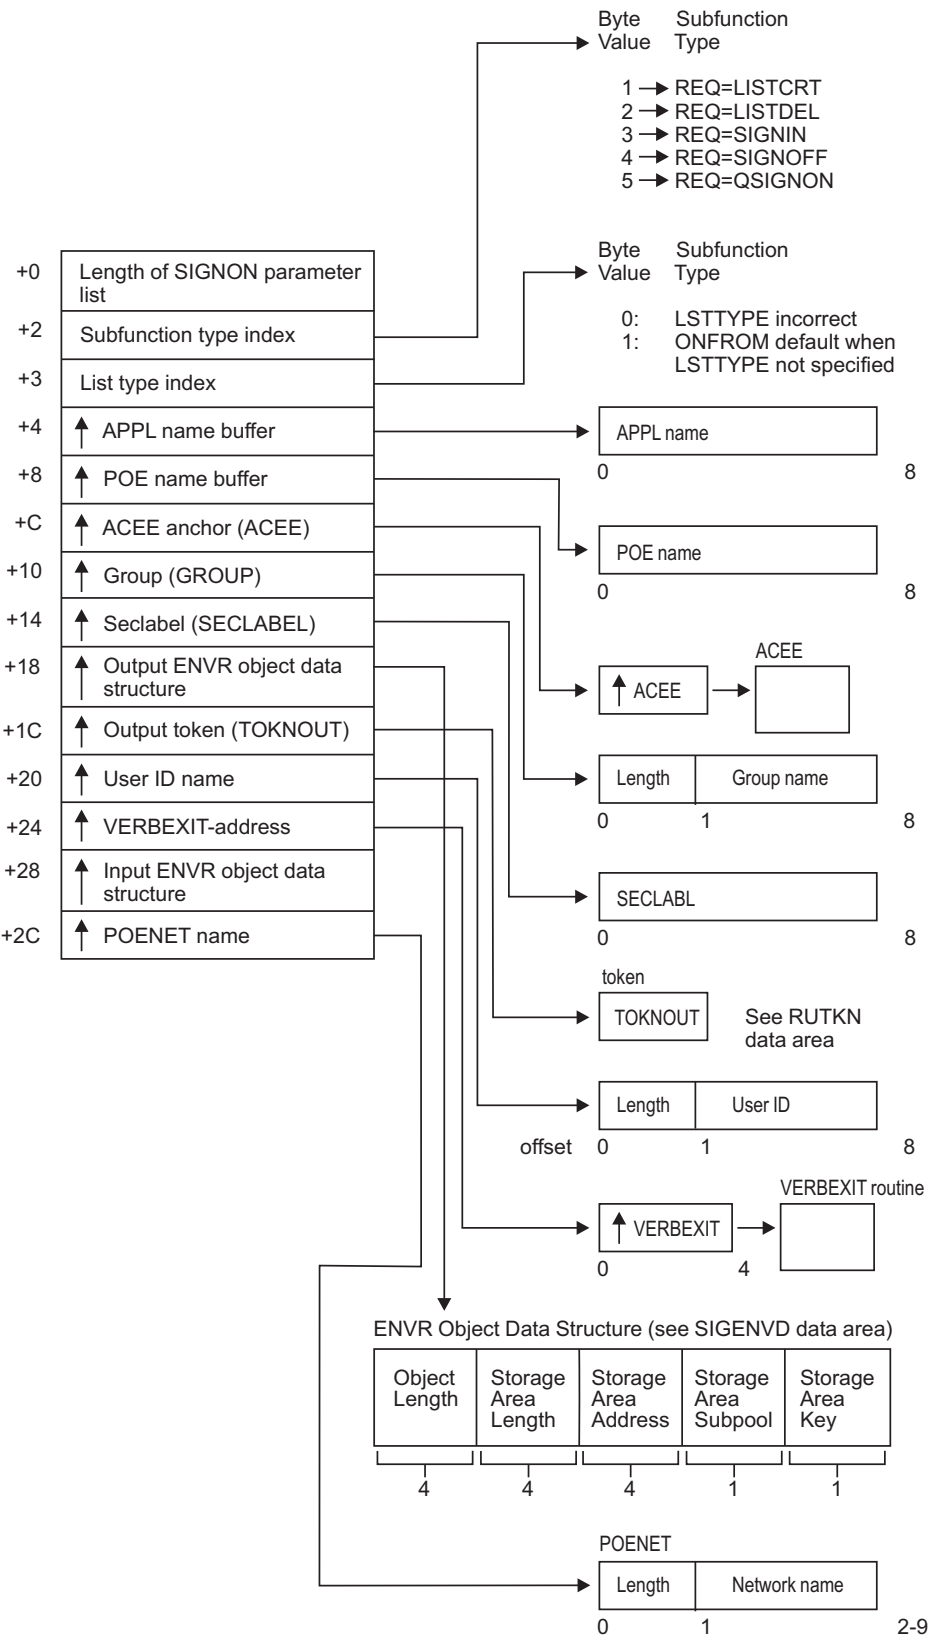 Byte Subfunction
Value Type
1 REQ=LISTCRT
2 REQ=LISTDEL
3 REQ=SIGNIN
4 REQ=SIGNOFF
5 REQ=QSIGNON
Byte Subfunction
Value Type
0: LSTTYPE incorrect
1: ONFROM default when
LSTTYPE not specified
+0 Length of SIGNON parameter
list
+2 Subfunction type index
+3 List type index
+4 APPL name buffer
+8 POE name buffer
+C ACEE anchor (ACEE)
+10 Group (GROUP)
+14 Seclabel (SECLABEL)
+18 Output ENVR object data
structure
+1C Output token (TOKNOUT)
+20 User ID name
+24 VERBEXIT-address
+28 Input ENVR object data
structure
+2C POENET name
APPL name
0 8
POE name
0 8
ACEE
ACEE
Length Group name
0 1 8
SECLABL
0 8
token
TOKNOUT
See RUTKN
data area
Length User ID
offset 0 1 8
VERBEXIT routine
VERBEXIT
0 4
ENVR Object Data Structure (see SIGENVD data area)
Object Length
Storage Area Length
Storage Area Address
Storage Area Subpool
Storage Area Key
4 4 4 1 1
POENET
Length Network name
0 1 2-9